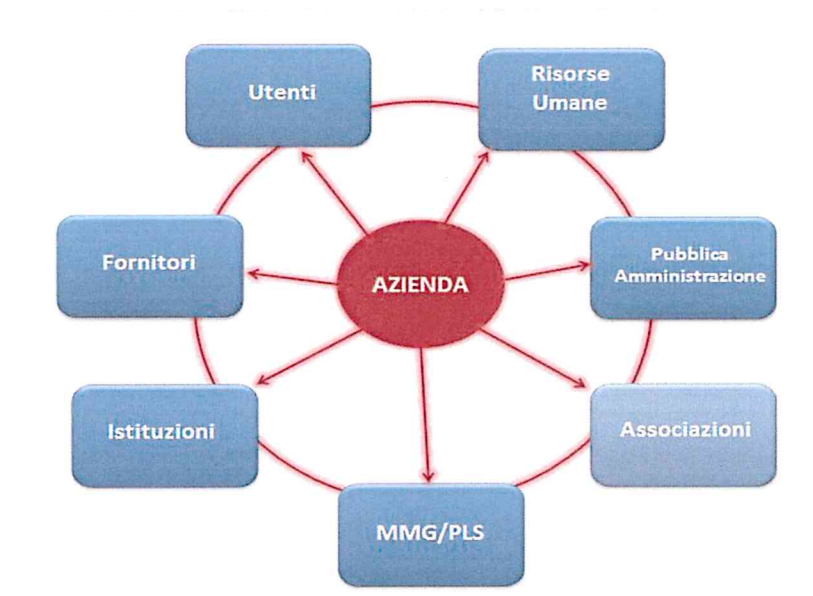 Utenti
Risorse
Umane
Fornitori
AZIENDA
Pubblica
Amministrazione
Istituzioni
Associazioni
MMG/PLS